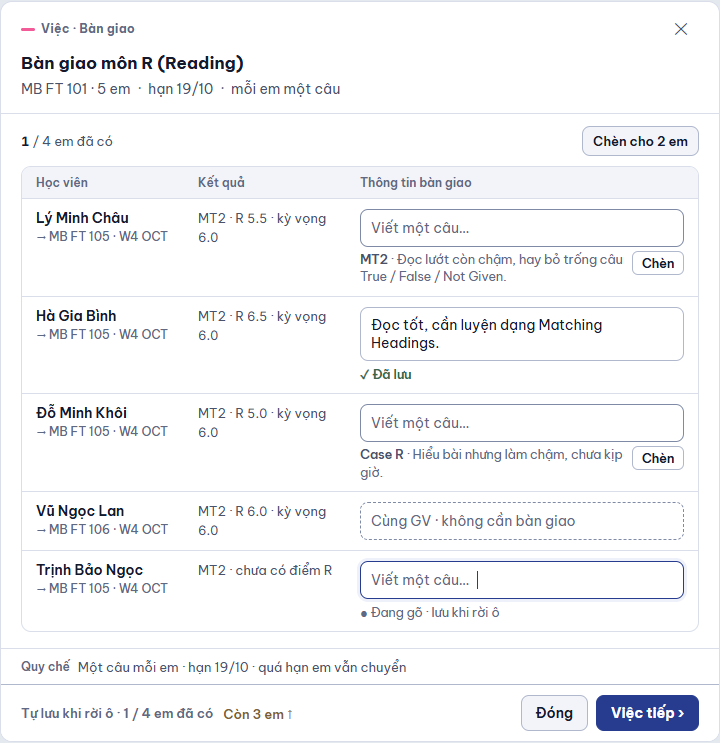 Việc · Bàn giao
Bàn giao môn R (Reading)
MB FT 101 · 5 em · hạn 19/10 · mỗi em một câu
1 / 4 em đã có
Chèn cho 2 em
Học viên Kết quả Thông tin bàn giao
Lý Minh Châu
→ MB FT 105 · W4 OCT
MT2 · R 5.5 · kỳ vọng
6.0
Viết một câu...
MT2 · Đọc lướt còn chậm, hay bỏ trống câu
True / False / Not Given.
Chèn
Hà Gia Bình
→ MB FT 105 · W4 OCT
MT2 · R 6.5 · kỳ vọng
6.0
Đọc tốt, cần luyện dạng Matching
Headings.
✓ Đã lưu
Đỗ Minh Khôi
→ MB FT 105 · W4 OCT
MT2 · R 5.0 · kỳ vọng
6.0
Viết một câu...
Case R · Hiểu bài nhưng làm chậm, chưa kịp
giờ.
Chèn
Vũ Ngọc Lan
→ MB FT 106 · W4 OCT
MT2 · R 6.0 · kỳ vọng
6.0
Cùng GV · không cần bàn giao
Trịnh Bảo Ngọc
→ MB FT 105 · W4 OCT
MT2 · chưa có điểm R
Viết một câu...
● Đang gõ · lưu khi rời ô
Quy chế Một câu mỗi em · hạn 19/10 · quá hạn em vẫn chuyển
Tự lưu khi rời ô · 1 / 4 em đã có Còn 3 em ↑
Đóng
Việc tiếp ›